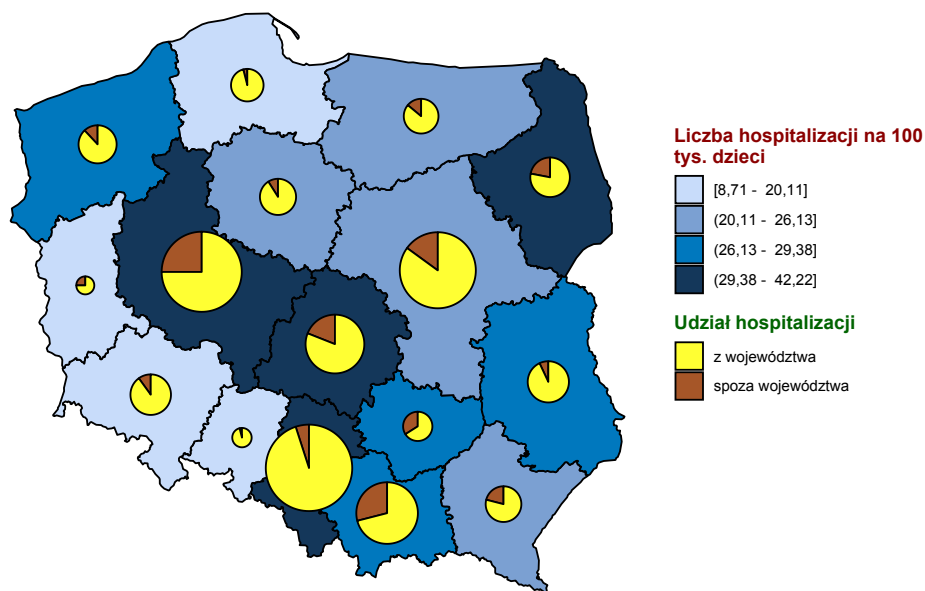 Liczba hospitalizacji na 100
tys. dzieci
[8,71 - 20,11]
(20,11 - 26,13]
(26,13 - 29,38]
(29,38 - 42,22]
Udział hospitalizacji
z województwa
spoza województwa